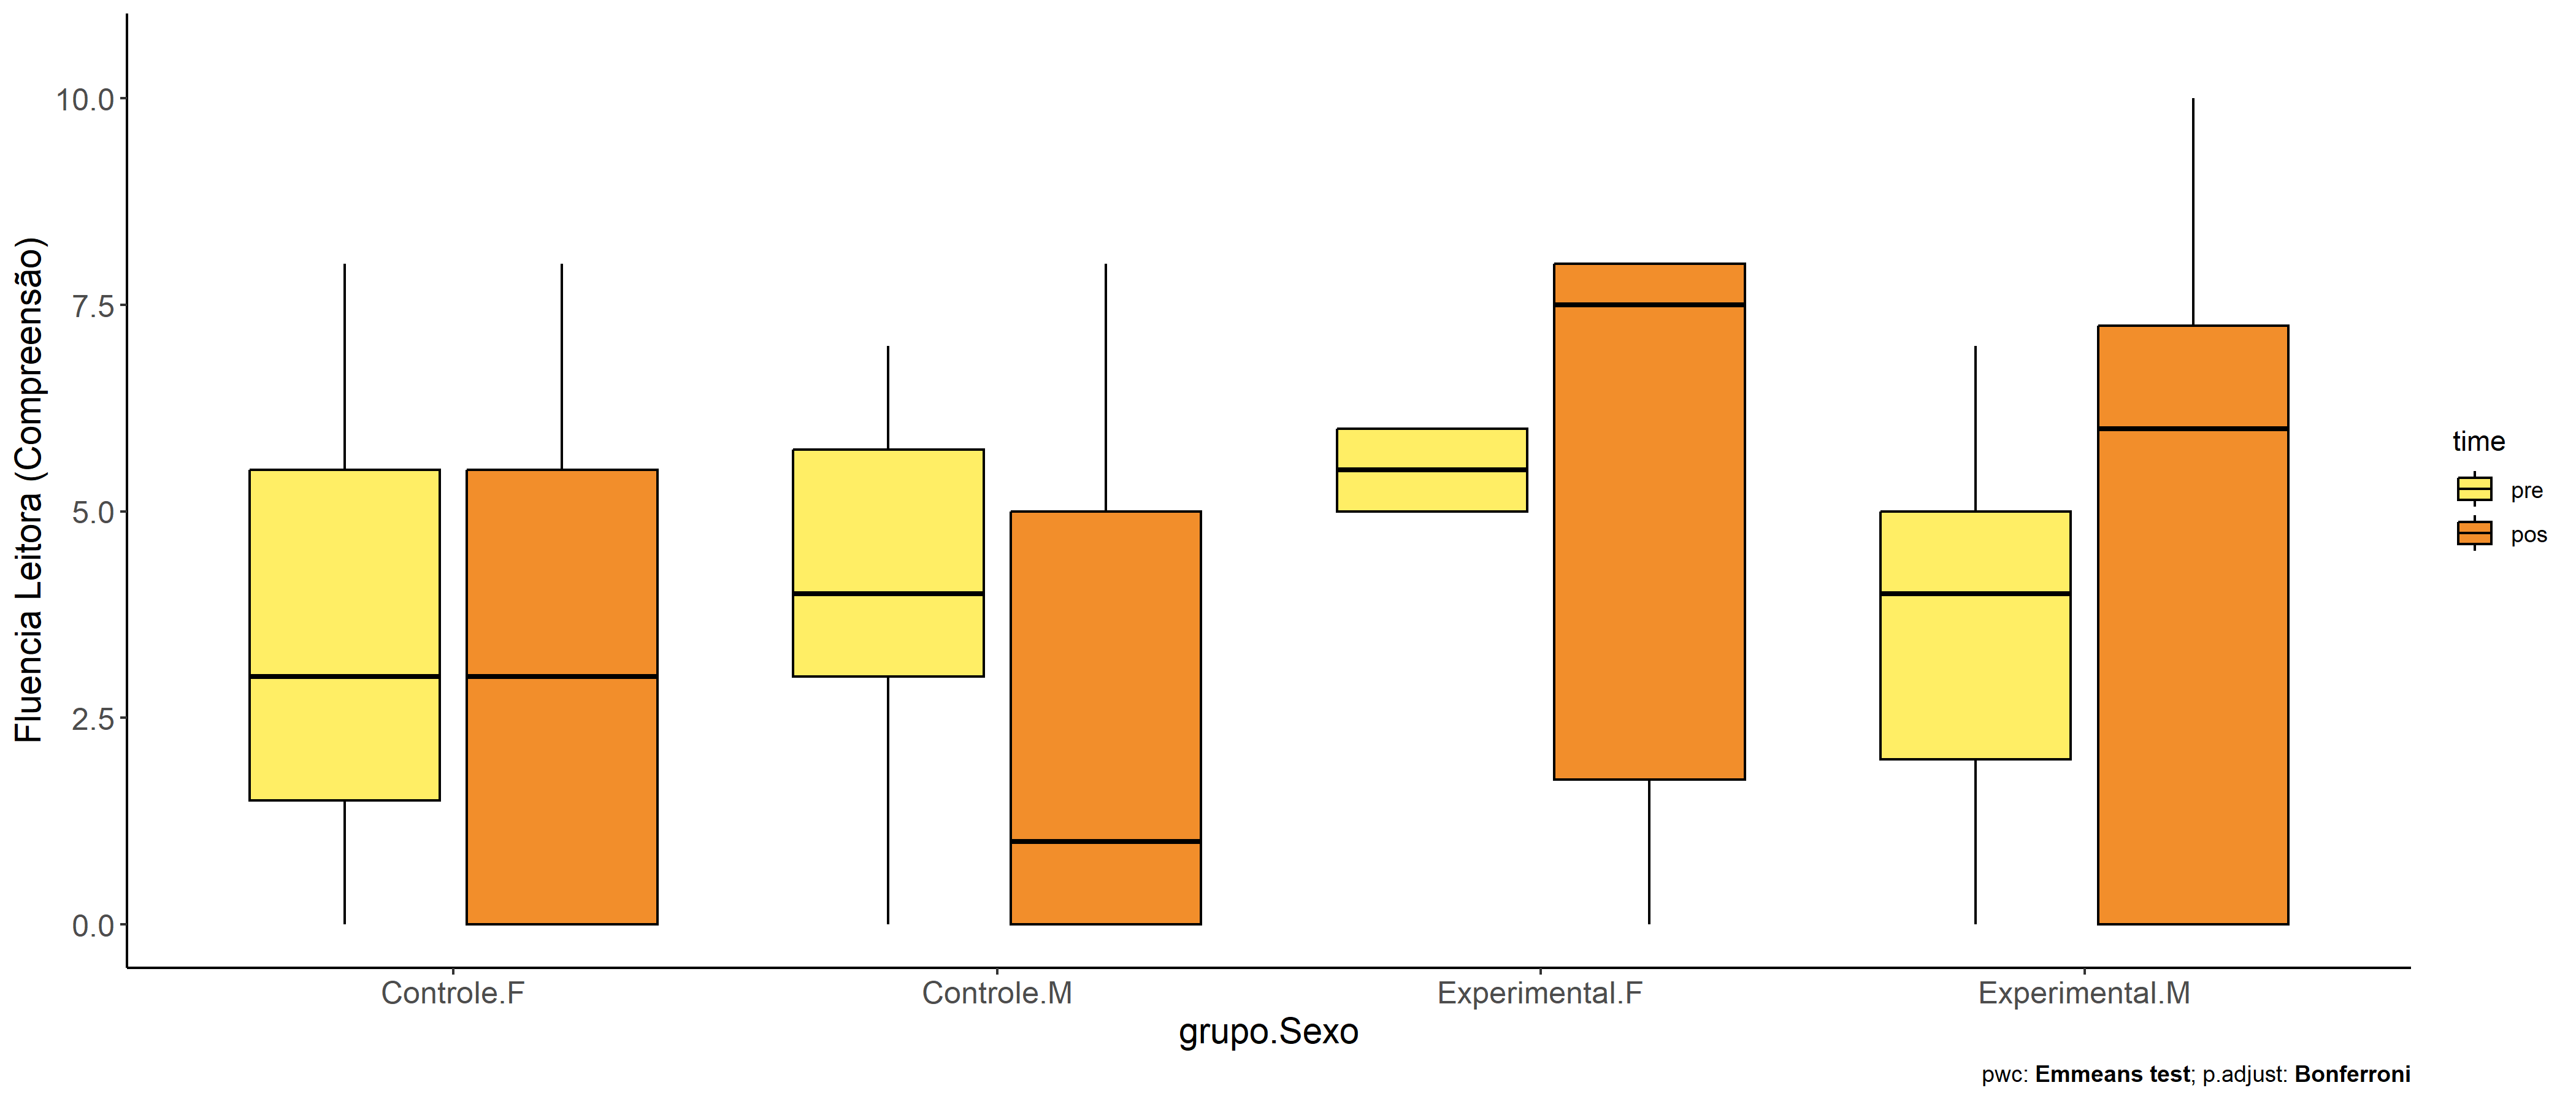 Fluencia Leitora (Compreensão)
10.0
7.5
5.0
2.5
0.0
Controle.F
Controle.M
Experimental.F
Experimental.M
grupo.Sexo
time
pre
pos
pwc: Emmeans test; p.adjust: Bonferroni